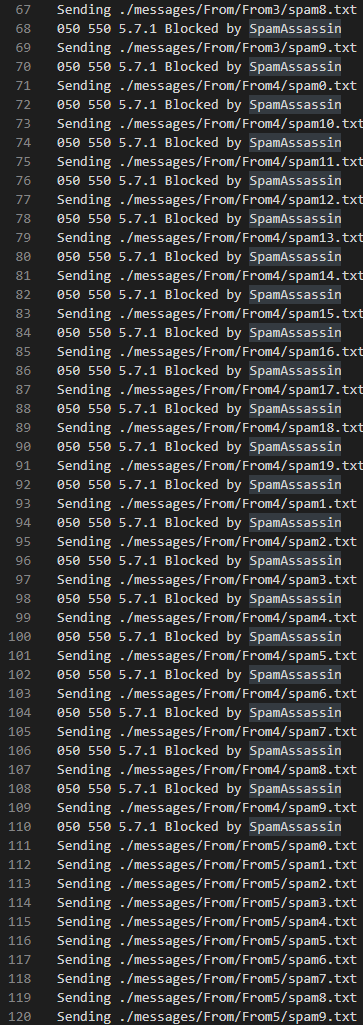 67 Sending ./messages/From/From3/spam8.txt
68 050 550 5.7.1 Blocked by SpamAssassin
69 Sending ./messages/From/From3/spam9.txt
70 050 550 5.7.1 Blocked by SpamAssassin
71 Sending ./messages/From/From4/spam0.txt
72 050 550 5.7.1 Blocked by SpamAssassin
73 Sending ./messages/From/From4/spam10.txt
74 050 550 5.7.1 Blocked by SpamAssassin
75 Sending ./messages/From/From4/spam11.txt
76 050 550 5.7.1 Blocked by SpamAssassin
77 Sending ./messages/From/From4/spam12.txt
78 050 550 5.7.1 Blocked by SpamAssassin
79 Sending ./messages/From/From4/spam13.txt
80 050 550 5.7.1 Blocked by SpamAssassin
81 Sending ./messages/From/From4/spam14.txt
82 050 550 5.7.1 Blocked by SpamAssassin
83 Sending ./messages/From/From4/spam15.txt
84 050 550 5.7.1 Blocked by SpamAssassin
85 Sending ./messages/From/From4/spam16.txt
86 050 550 5.7.1 Blocked by SpamAssassin
87 Sending ./messages/From/From4/spam17.txt
88 050 550 5.7.1 Blocked by SpamAssassin
89 Sending ./messages/From/From4/spam18.txt
90 050 550 5.7.1 Blocked by SpamAssassin
91 Sending ./messages/From/From4/spam19.txt
92 050 550 5.7.1 Blocked by SpamAssassin
93 Sending ./messages/From/From4/spam1.txt
94 050 550 5.7.1 Blocked by SpamAssassin
95 Sending ./messages/From/From4/spam2.txt
96 050 550 5.7.1 Blocked by SpamAssassin
97 Sending ./messages/From/From4/spam3.txt
98 050 550 5.7.1 Blocked by SpamAssassin
99 Sending ./messages/From/From4/spam4.txt
100 050 550 5.7.1 Blocked by SpamAssassin
101 Sending ./messages/From/From4/spam5.txt
102 050 550 5.7.1 Blocked by SpamAssassin
103 Sending ./messages/From/From4/spam6.txt
104 050 550 5.7.1 Blocked by SpamAssassin
105 Sending ./messages/From/From4/spam7.txt
106 050 550 5.7.1 Blocked by SpamAssassin
107 Sending ./messages/From/From4/spam8.txt
108 050 550 5.7.1 Blocked by SpamAssassin
109 Sending ./messages/From/From4/spam9.txt
110 050 550 5.7.1 Blocked by SpamAssassin
111 Sending ./messages/From/From5/spam0.txt
112 Sending ./messages/From/From5/spam1.txt
113 Sending ./messages/From/From5/spam2.txt
114 Sending ./messages/From/From5/spam3.txt
115 Sending ./messages/From/From5/spam4.txt
116 Sending ./messages/From/From5/spam5.txt
117 Sending ./messages/From/From5/spam6.txt
118 Sending ./messages/From/From5/spam7.txt
119 Sending ./messages/From/From5/spam8.txt
120 Sending ./messages/From/From5/spam9.txt